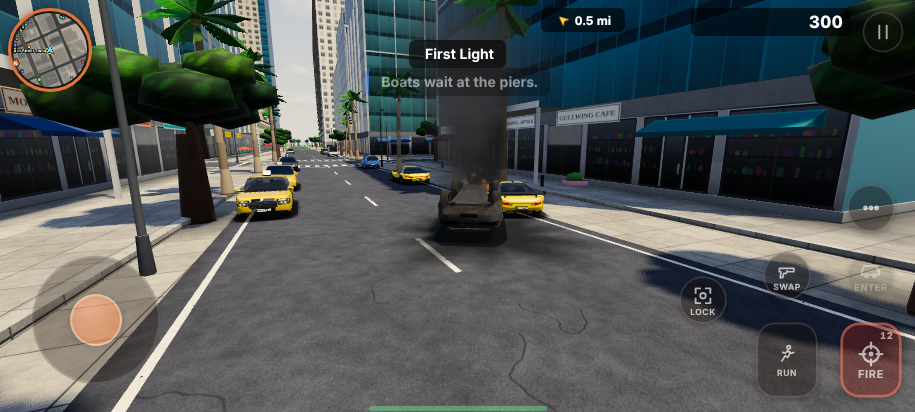 0.5 mi
300
First Light
Boats wait at the piers.
GULLWING CAFE
SWAP
ENTER
LOCK
12
RUN
FIRE